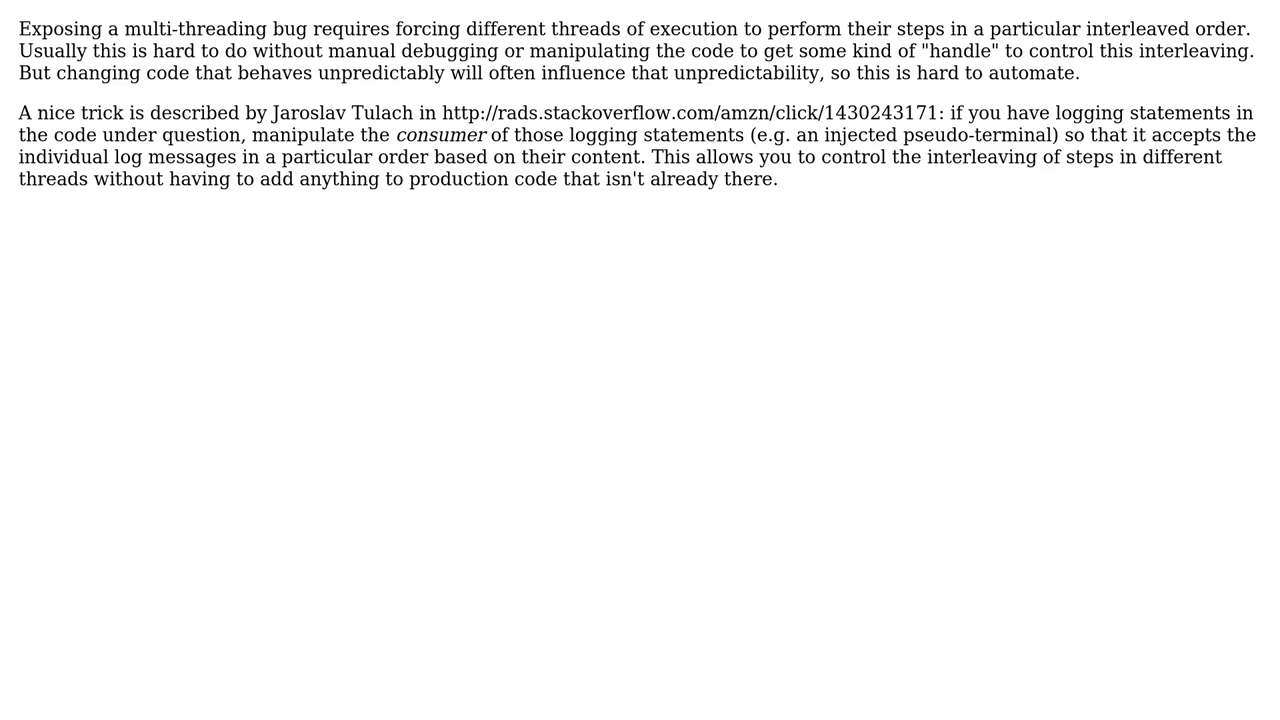 Exposing a multi-threading bug requires forcing different threads of execution to perform their steps in a particular interleaved order.
Usually this is hard to do without manual debugging or manipulating the code to get some kind of "handle" to control this interleaving.
But changing code that behaves unpredictably will often influence that unpredictability, so this is hard to automate.
A nice trick is described by Jaroslav Tulach in http://rads.stackoverflow.com/amzn/click/1430243171: if you have logging statements in
the code under question, manipulate the consumer of those logging statements (e.g. an injected pseudo-terminal) so that it accepts the
individual log messages in a particular order based on their content. This allows you to control the interleaving of steps in different
threads without having to add anything to production code that isn't already there.